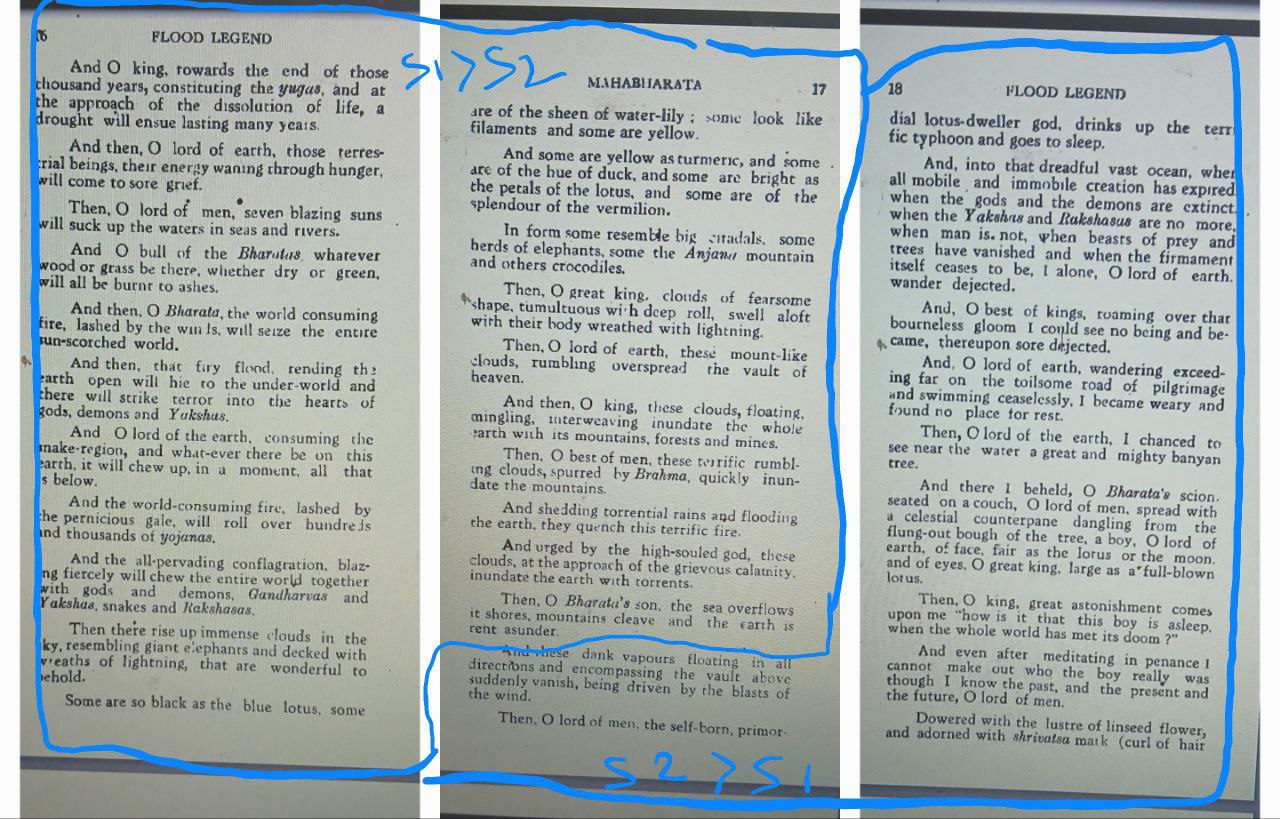 16 FLOOD LEGEND
And O king, towards the end of those
thousand years, constituting the yugas, and at
the approach of the dissolution of life, a
drought will ensue lasting many years.
And then, O lord of earth, those terres-
trial beings, their energy waning through hunger,
will come to sore grief.
Then, O lord of men, seven blazing suns
will suck up the waters in seas and rivers.
And O bull of the Bharatas, whatever
wood or grass be there, whether dry or green,
will all be burnt to ashes.
And then, O Bharata, the world consuming
fire, lashed by the winds, will seize the entire
sun-scorched world.
And then, that firy flood, rending the
earth open will hie to the under-world and
there will strike terror into the hearts of
gods, demons and Yakshas.
And O lord of the earth, consuming the
snake-region, and what-ever there be on this
earth, it will chew up, in a moment, all that
is below.
And the world-consuming fire, lashed by
the pernicious gale, will roll over hundreds
and thousands of yojanas.
And the all-pervading conflagration, blaz-
ing fiercely will chew the entire world together
with gods and demons, Gandharvas and
Yakshas, snakes and Rakshasas.
Then there rise up immense clouds in the
sky, resembling giant elephants and decked with
wreaths of lightning, that are wonderful to
behold.
Some are so black as the blue lotus, some
S1 > S2
MAHABHARATA 17
are of the sheen of water-lily ; some look like
filaments and some are yellow.
And some are yellow as turmeric, and some
are of the hue of duck, and some are bright as
the petals of the lotus, and some are of the
splendour of the vermilion.
In form some resemble big citadals, some
herds of elephants, some the Anjana mountain
and others crocodiles.
Then, O great king, clouds of fearsome
shape, tumultuous with deep roll, swell aloft
with their body wreathed with lightning.
Then, O lord of earth, these mount-like
clouds, rumbling overspread the vault of
heaven.
And then, O king, these clouds, floating,
mingling, interweaving inundate the whole
earth with its mountains, forests and mines.
Then, O best of men, these terrific rumbl-
ing clouds, spurred by Brahma, quickly inun-
date the mountains.
And shedding torrential rains and flooding
the earth, they quench this terrific fire.
And urged by the high-souled god, these
clouds, at the approach of the grievous calamity,
inundate the earth with torrents.
Then, O Bharata's son, the sea overflows
it shores, mountains cleave and the earth is
rent asunder.
And these dank vapours floating in all
directions and encompassing the vault above
suddenly vanish, being driven by the blasts of
the wind.
Then, O lord of men, the self-born, primor-
S2 > S1
18 FLOOD LEGEND
dial lotus-dweller god, drinks up the terri
fic typhoon and goes to sleep.
And, into that dreadful vast ocean, when
all mobile and immobile creation has expired,
when the gods and the demons are extinct,
when the Yakshas and Rakshasas are no more,
when man is not, when beasts of prey and
trees have vanished and when the firmament
itself ceases to be, I alone, O lord of earth,
wander dejected.
And, O best of kings, roaming over that
bourneless gloom I could see no being and be-
came, thereupon sore dejected.
And, O lord of earth, wandering exceed-
ing far on the toilsome road of pilgrimage
and swimming ceaselessly, I became weary and
found no place for rest.
Then, O lord of the earth, I chanced to
see near the water a great and mighty banyan
tree.
And there I beheld, O Bharata's scion,
seated on a couch, O lord of men, spread with
a celestial counterpane dangling from the
flung-out bough of the tree, a boy, O lord of
earth, of face, fair as the lotus or the moon,
and of eyes, O great king, large as a full-blown
lotus.
Then, O king, great astonishment comes
upon me "how is it that this boy is asleep,
when the whole world has met its doom ?"
And even after meditating in penance I
cannot make out who the boy really was
though I know the past, and the present and
the future, O lord of men.
Dowered with the lustre of linseed flower,
and adorned with shrivatsa mark (curl of hair